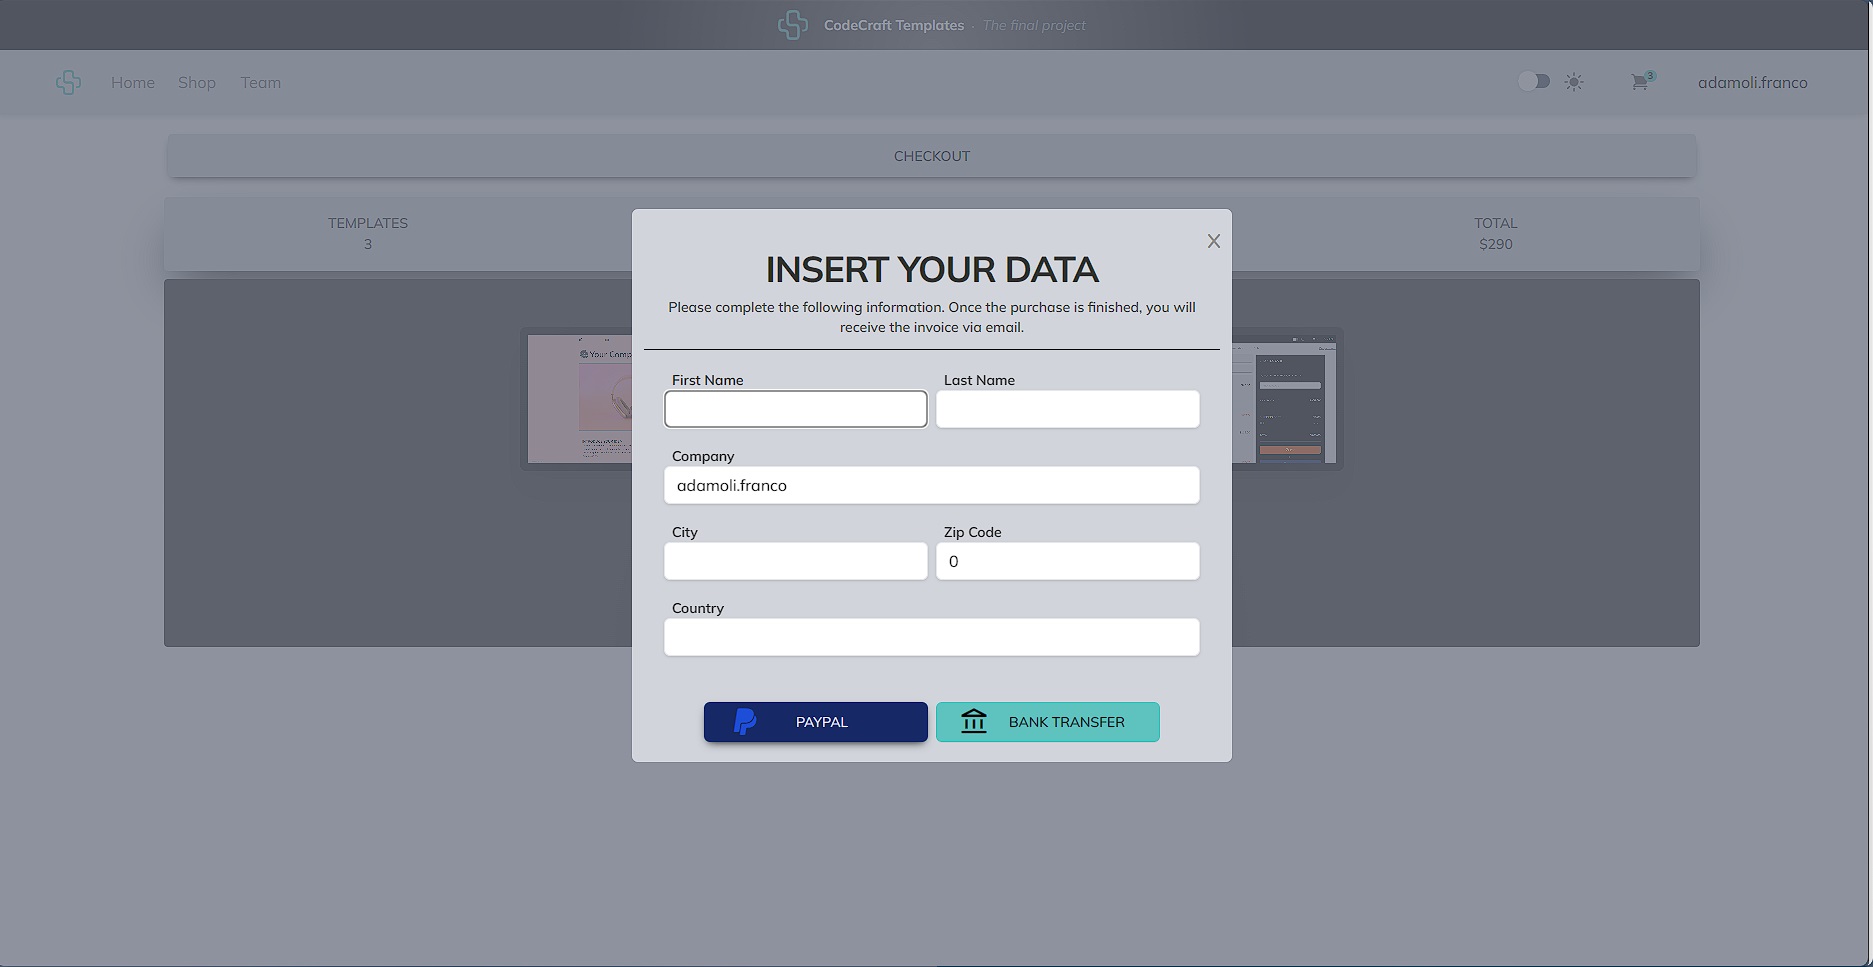 CodeCraft Templates · The final project
Home Shop Team
3
adamoli.franco
CHECKOUT
TEMPLATES
3
TOTAL
$290
X
INSERT YOUR DATA
Please complete the following information. Once the purchase is finished, you will
receive the invoice via email.
Your Comp
First Name
Last Name
Company
adamoli.franco
City
Zip Code
0
Country
PAYPAL
BANK TRANSFER